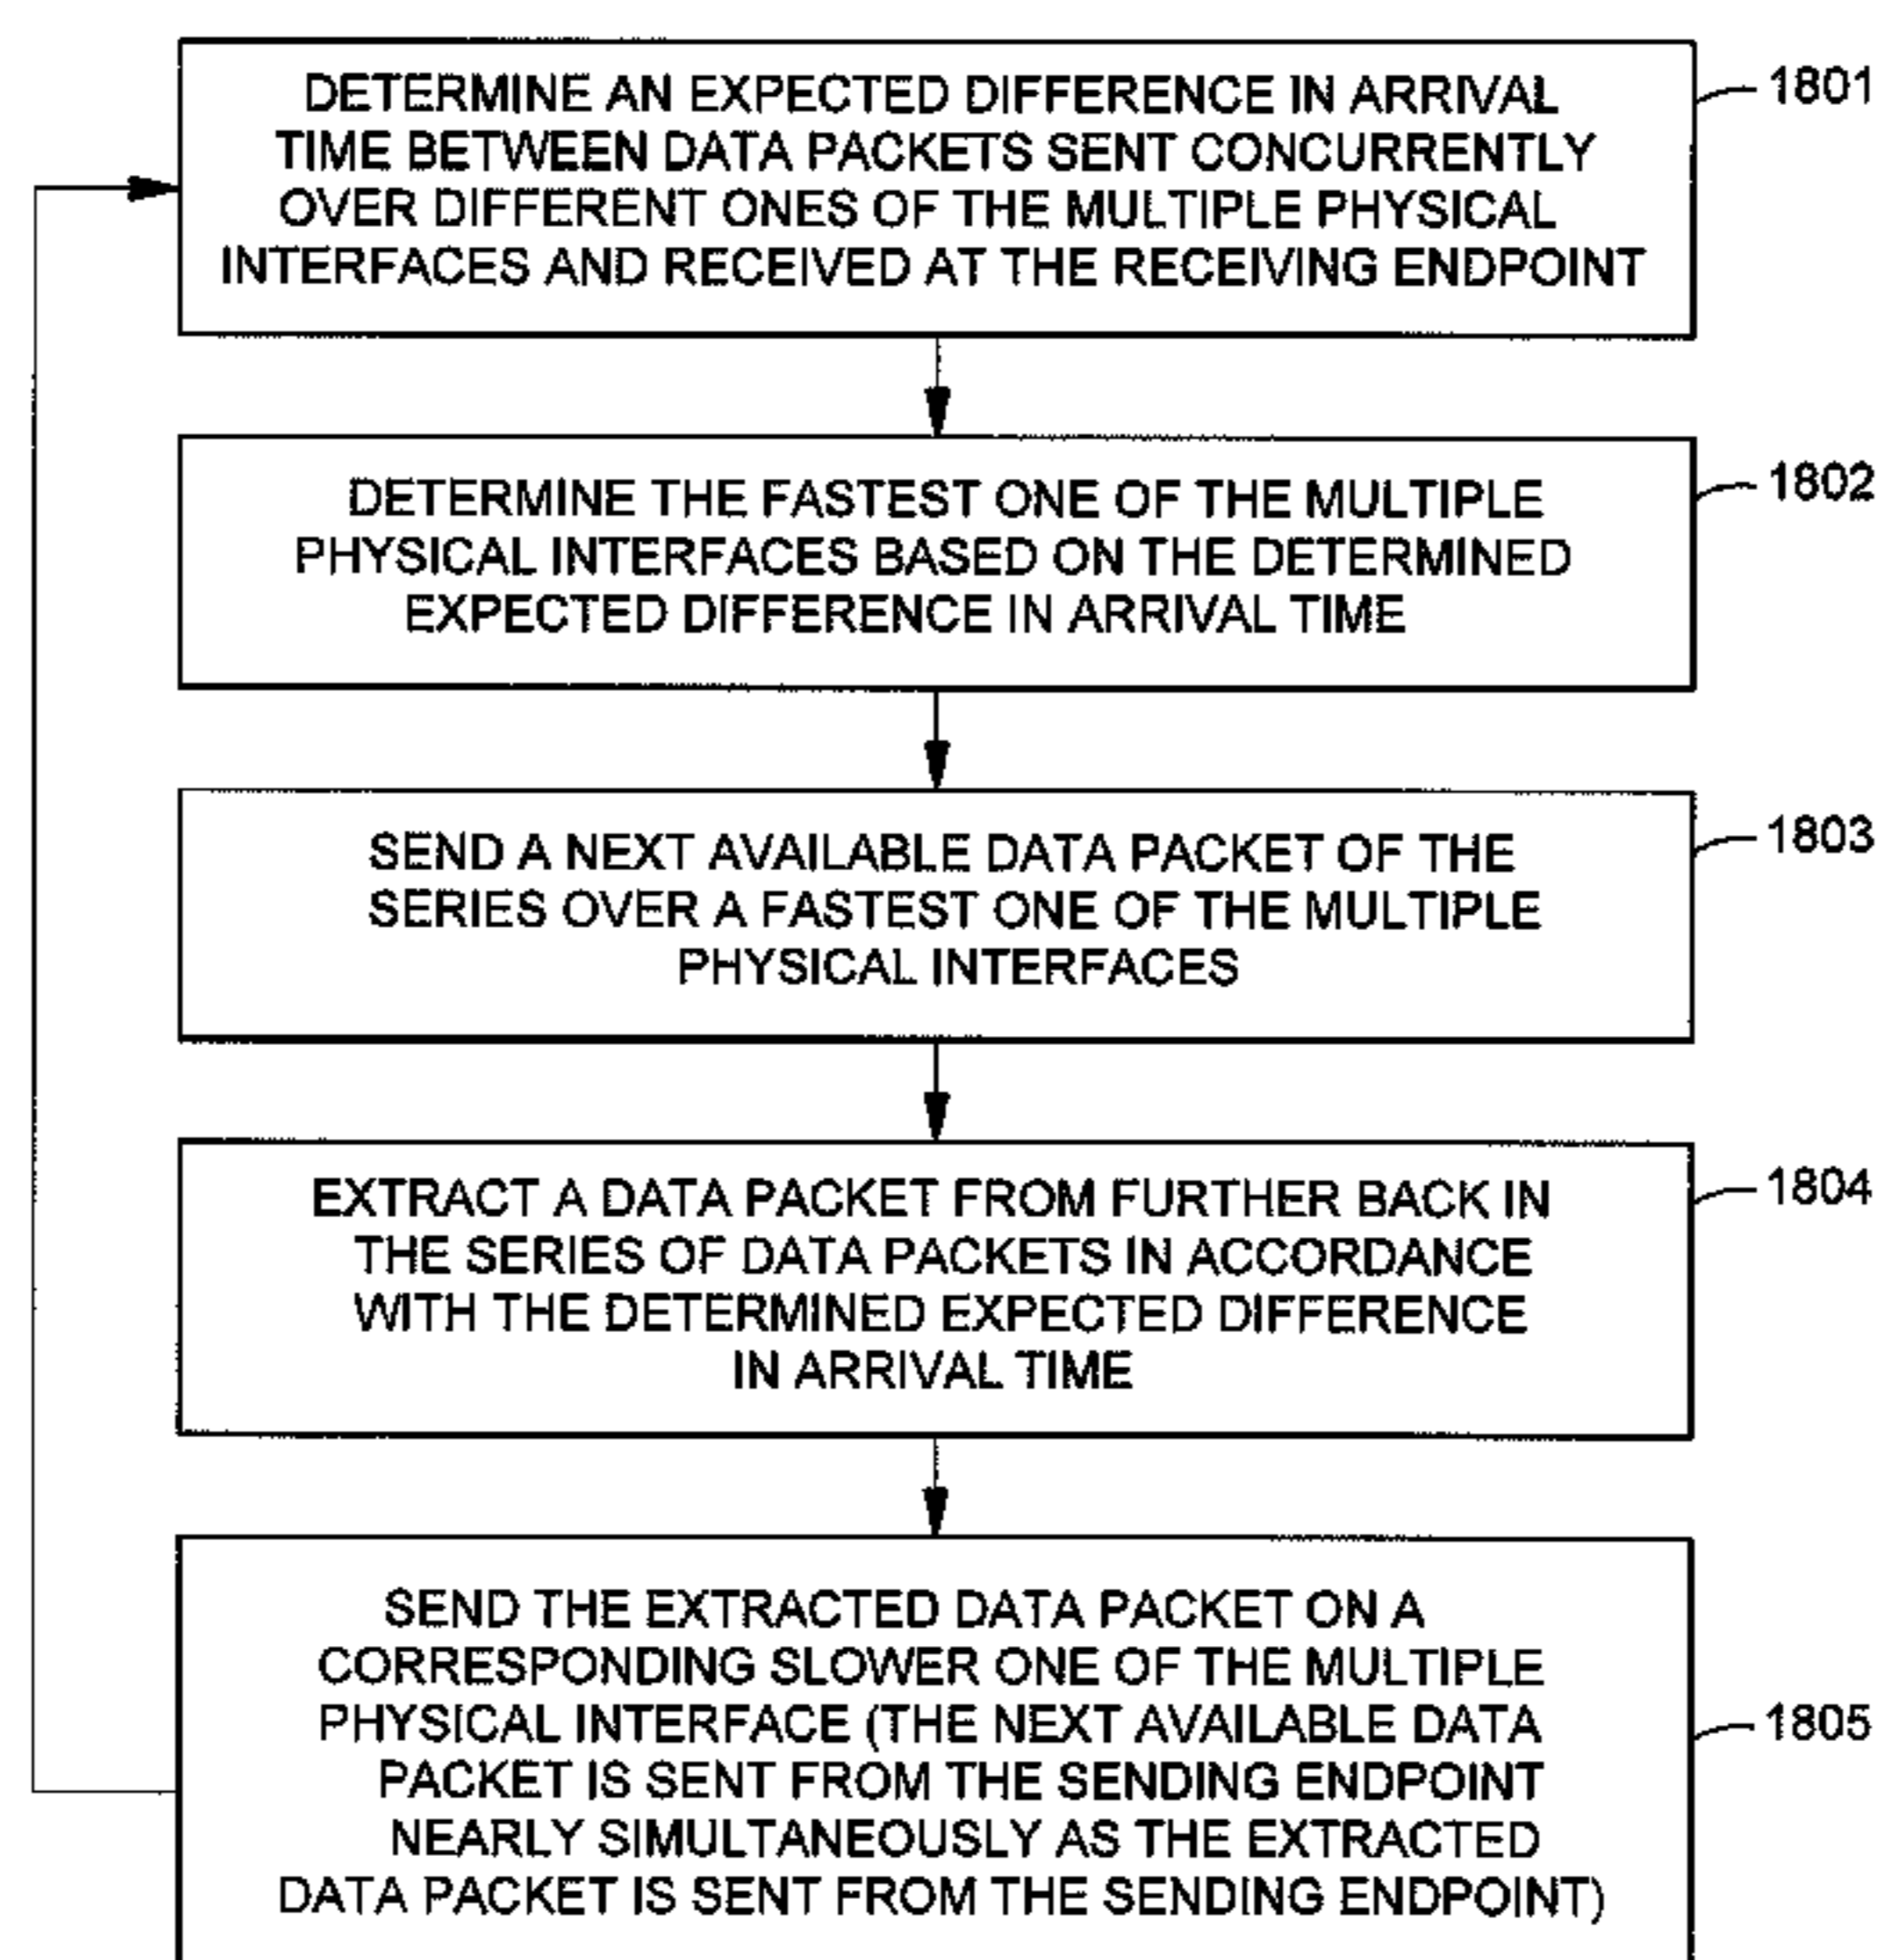 DETERMINE AN EXPECTED DIFFERENCE IN ARRIVAL
TIME BETWEEN DATA PACKETS SENT CONCURRENTLY
OVER DIFFERENT ONES OF THE MULTIPLE PHYSICAL
INTERFACES AND RECEIVED AT THE RECEIVING ENDPOINT
1801
DETERMINE THE FASTEST ONE OF THE MULTIPLE
PHYSICAL INTERFACES BASED ON THE DETERMINED
EXPECTED DIFFERENCE IN ARRIVAL TIME
1802
SEND A NEXT AVAILABLE DATA PACKET OF THE
SERIES OVER A FASTEST ONE OF THE MULTIPLE
PHYSICAL INTERFACES
1803
EXTRACT A DATA PACKET FROM FURTHER BACK IN
THE SERIES OF DATA PACKETS IN ACCORDANCE
WITH THE DETERMINED EXPECTED DIFFERENCE
IN ARRIVAL TIME
1804
SEND THE EXTRACTED DATA PACKET ON A
CORRESPONDING SLOWER ONE OF THE MULTIPLE
PHYSICAL INTERFACE (THE NEXT AVAILABLE DATA
PACKET IS SENT FROM THE SENDING ENDPOINT
NEARLY SIMULTANEOUSLY AS THE EXTRACTED
DATA PACKET IS SENT FROM THE SENDING ENDPOINT)
1805